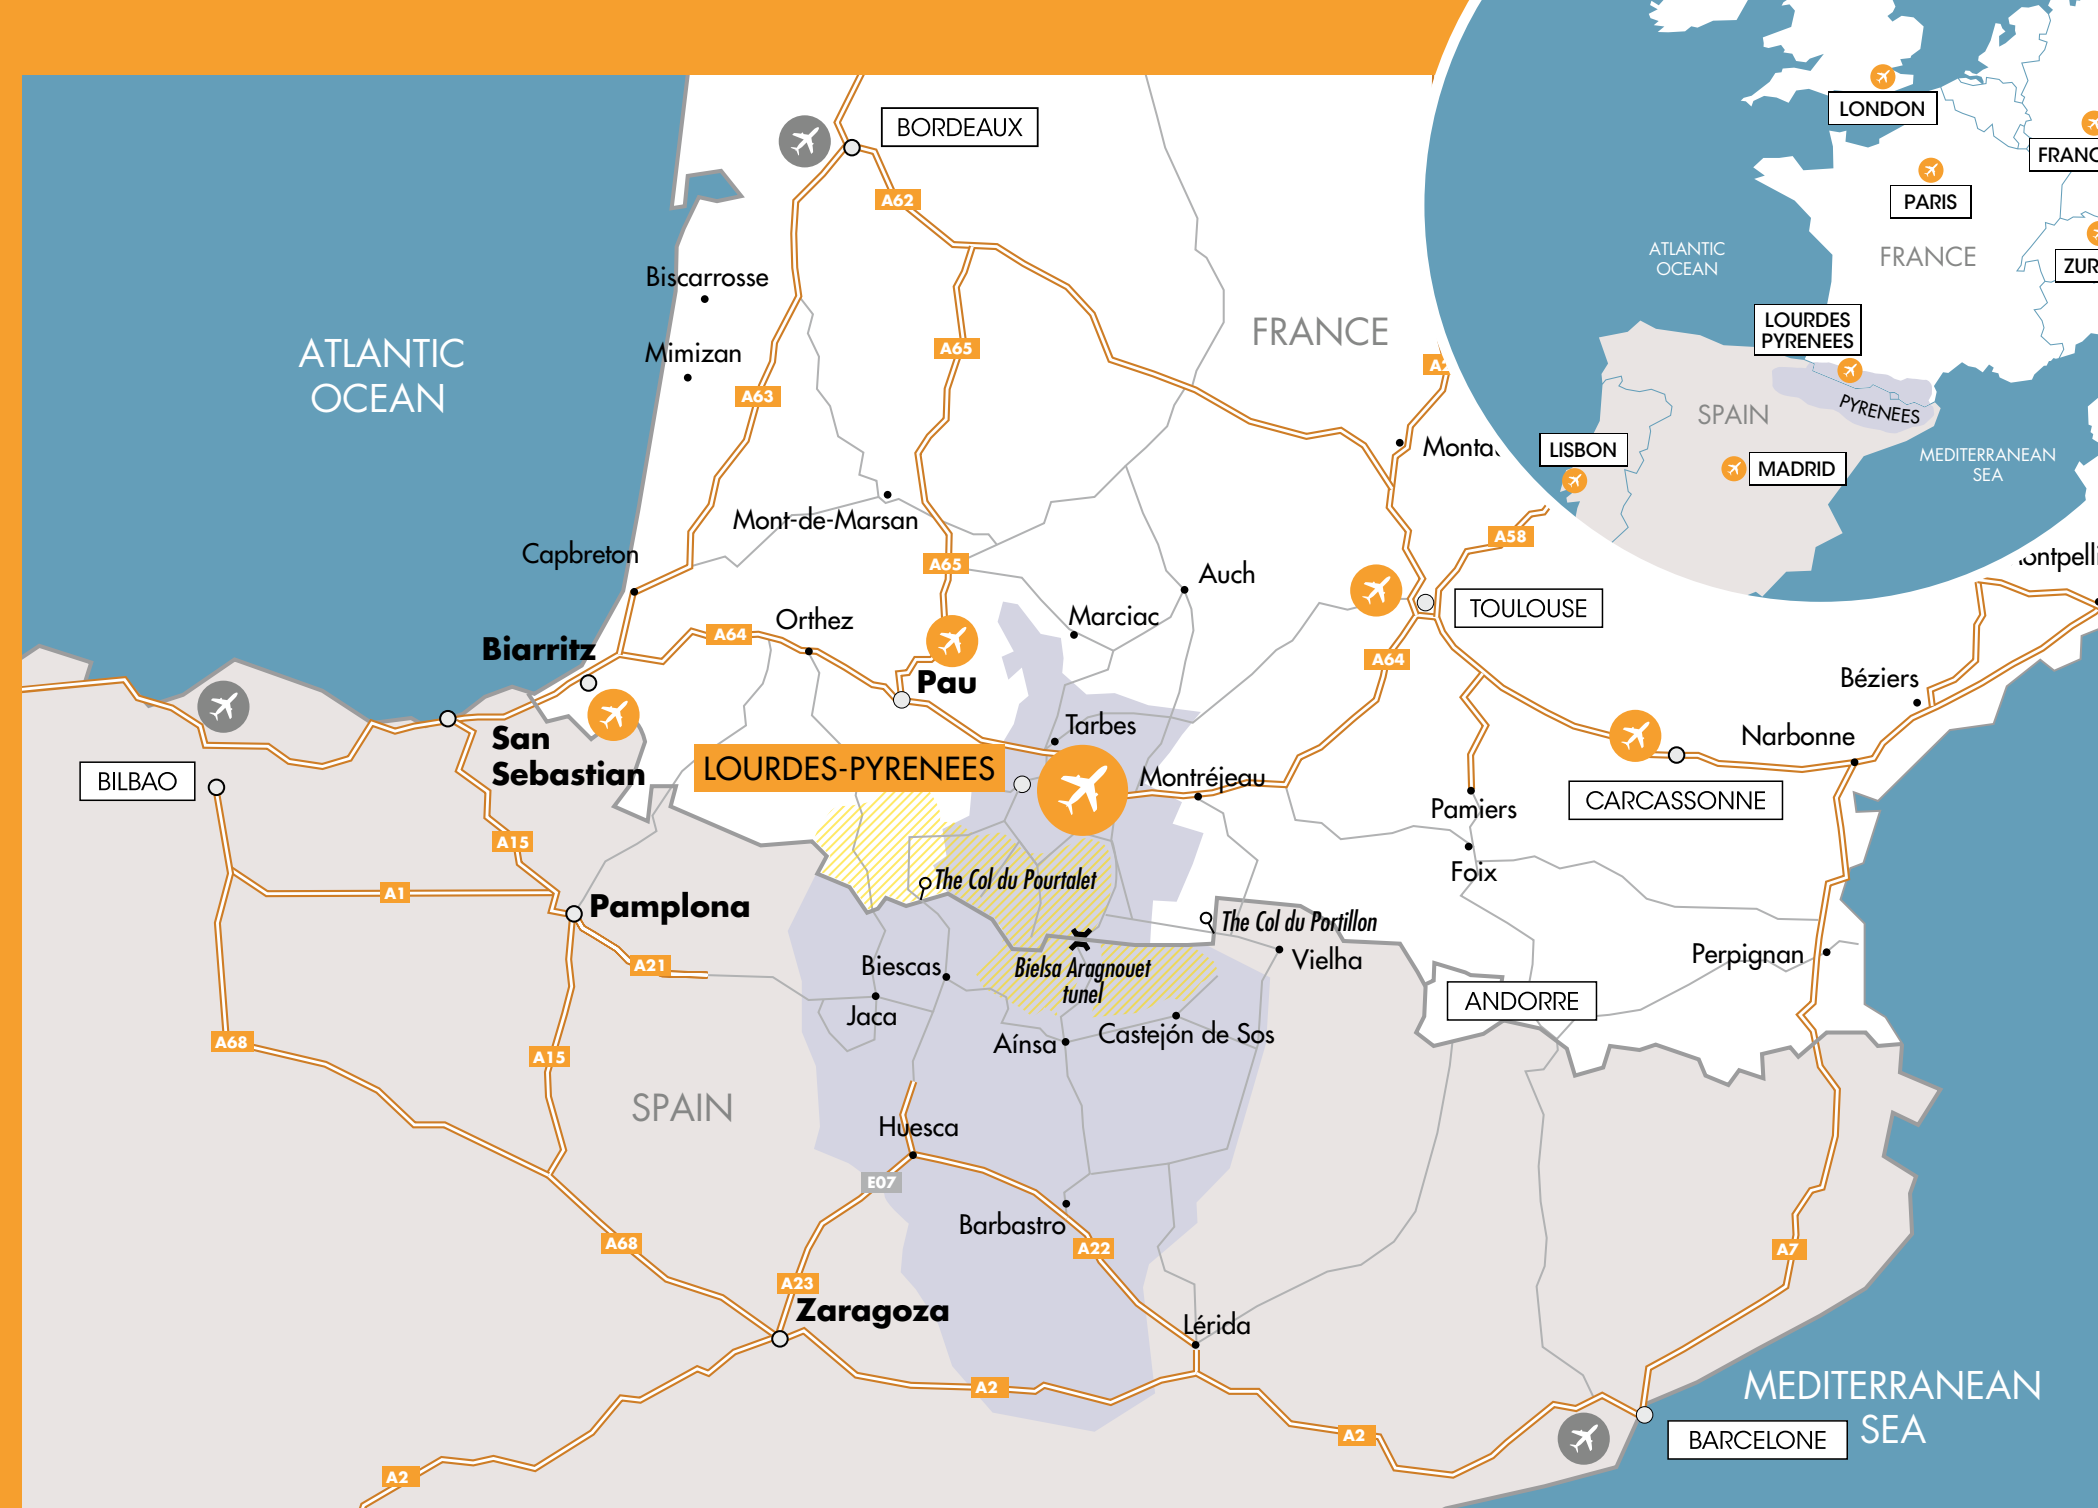 BORDEAUX
A62
Biscarrosse
Mimizan
ATLANTIC
OCEAN
A65
A63
FRANCE
Mont-de-Marsan
Capbreton
A65
A58
Auch
Marciac
Orthez
A64
TOULOUSE
Biarritz
Pau
A64
Béziers
Tarbes
Narbonne
San
Sebastian
LOURDES-PYRENEES
Montréjeau
BILBAO
Pamiers
CARCASSONNE
A15
Foix
The Col du Pourtalet
A1
Pamplona
The Col du Portillon
Vielha
Perpignan
A21
Biescas
Bielsa Aragnouet
tunel
Jaca
ANDORRE
Castejón de Sos
Aínsa
A68
A15
SPAIN
Huesca
E07
Barbastro
A22
A7
A68
A23
Zaragoza
Lérida
A2
A2
A2
MEDITERRANEAN
SEA
BARCELONE
LONDON
PARIS
FRANCE
ATLANTIC
OCEAN
LOURDES
PYRENEES
PYRENEES
SPAIN
LISBON
MADRID
MEDITERRANEAN
SEA